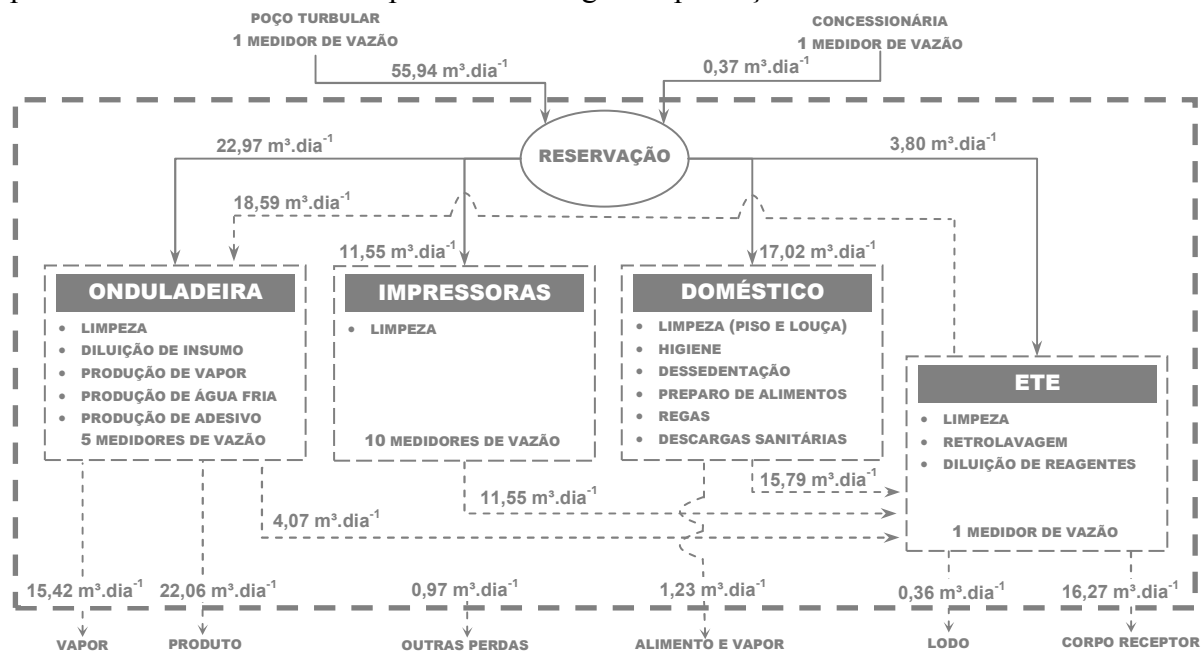 POÇO TURBULAR
1 MEDIDOR DE VAZÃO
CONCESSIONÁRIA
1 MEDIDOR DE VAZÃO
55,94 m³.dia⁻¹
0,37 m³.dia⁻¹
RESERVAÇÃO
22,97 m³.dia⁻¹
3,80 m³.dia⁻¹
18,59 m³.dia⁻¹
11,55 m³.dia⁻¹
17,02 m³.dia⁻¹
ONDULADEIRA
• LIMPEZA
• DILUIÇÃO DE INSUMO
• PRODUÇÃO DE VAPOR
• PRODUÇÃO DE ÁGUA FRIA
• PRODUÇÃO DE ADESIVO
5 MEDIDORES DE VAZÃO
IMPRESSORAS
• LIMPEZA
10 MEDIDORES DE VAZÃO
DOMÉSTICO
• LIMPEZA (PISO E LOUÇA)
• HIGIENE
• DESSEDENTAÇÃO
• PREPARO DE ALIMENTOS
• REGAS
• DESCARGAS SANITÁRIAS
ETE
• LIMPEZA
• RETROLAVAGEM
• DILUIÇÃO DE REAGENTES
1 MEDIDOR DE VAZÃO
15,79 m³.dia⁻¹
11,55 m³.dia⁻¹
4,07 m³.dia⁻¹
15,42 m³.dia⁻¹
22,06 m³.dia⁻¹
0,97 m³.dia⁻¹
1,23 m³.dia⁻¹
0,36 m³.dia⁻¹
16,27 m³.dia⁻¹
VAPOR
PRODUTO
OUTRAS PERDAS
ALIMENTO E VAPOR
LODO
CORPO RECEPTOR